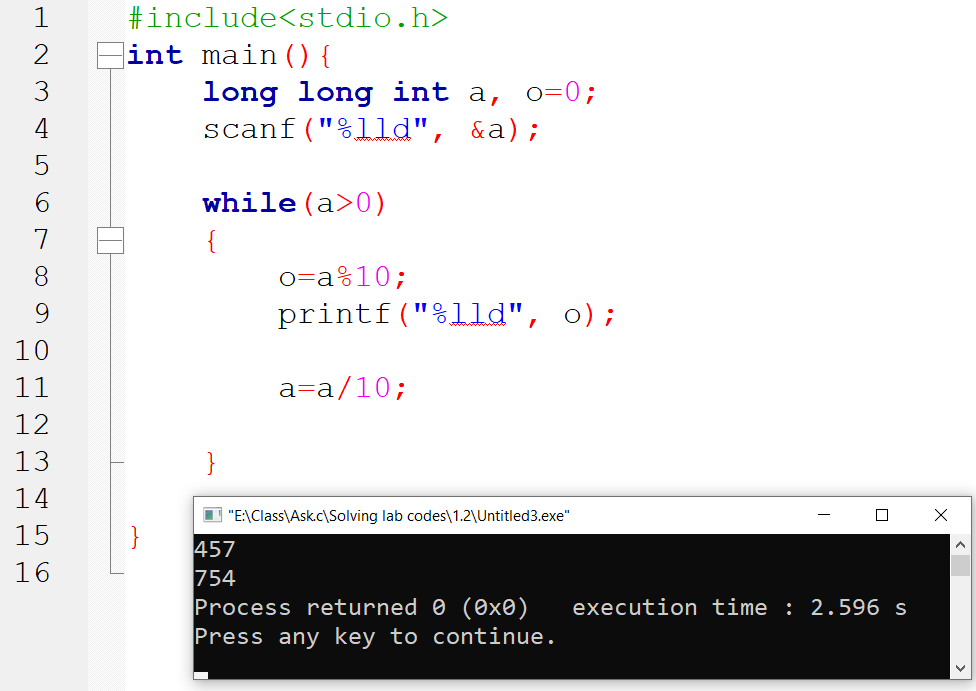 1 #include<stdio.h>
2 int main(){
3 long long int a, o=0;
4 scanf("%lld", &a);
5
6 while(a>0)
7 {
8 o=a%10;
9 printf("%lld", o);
10
11 a=a/10;
12
13 }
14
15 }
16
"E:\Class\Ask.c\Solving lab codes\1.2\Untitled3.exe"
457
754
Process returned 0 (0x0)   execution time : 2.596 s
Press any key to continue.